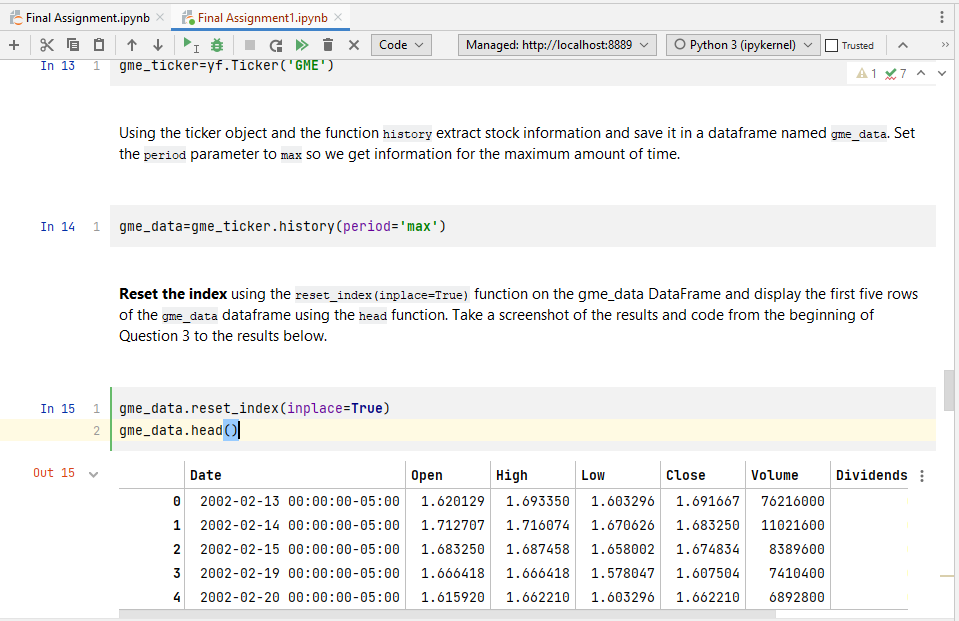 Final Assignment.ipynb Final Assignment1.ipynb
Code Managed: http://localhost:8889 Python 3 (ipykernel) Trusted
In 13 1 gme_ticker=yf.Ticker('GME')
1 7
Using the ticker object and the function history extract stock information and save it in a dataframe named gme_data. Set
the period parameter to max so we get information for the maximum amount of time.
In 14 1 gme_data=gme_ticker.history(period='max')
Reset the index using the reset_index(inplace=True) function on the gme_data DataFrame and display the first five rows
of the gme_data dataframe using the head function. Take a screenshot of the results and code from the beginning of
Question 3 to the results below.
In 15 1 gme_data.reset_index(inplace=True)
2 gme_data.head()
Out 15 Date Open High Low Close Volume Dividends
0 2002-02-13 00:00:00-05:00 1.620129 1.693350 1.603296 1.691667 76216000
1 2002-02-14 00:00:00-05:00 1.712707 1.716074 1.670626 1.683250 11021600
2 2002-02-15 00:00:00-05:00 1.683250 1.687458 1.658002 1.674834 8389600
3 2002-02-19 00:00:00-05:00 1.666418 1.666418 1.578047 1.607504 7410400
4 2002-02-20 00:00:00-05:00 1.615920 1.662210 1.603296 1.662210 6892800